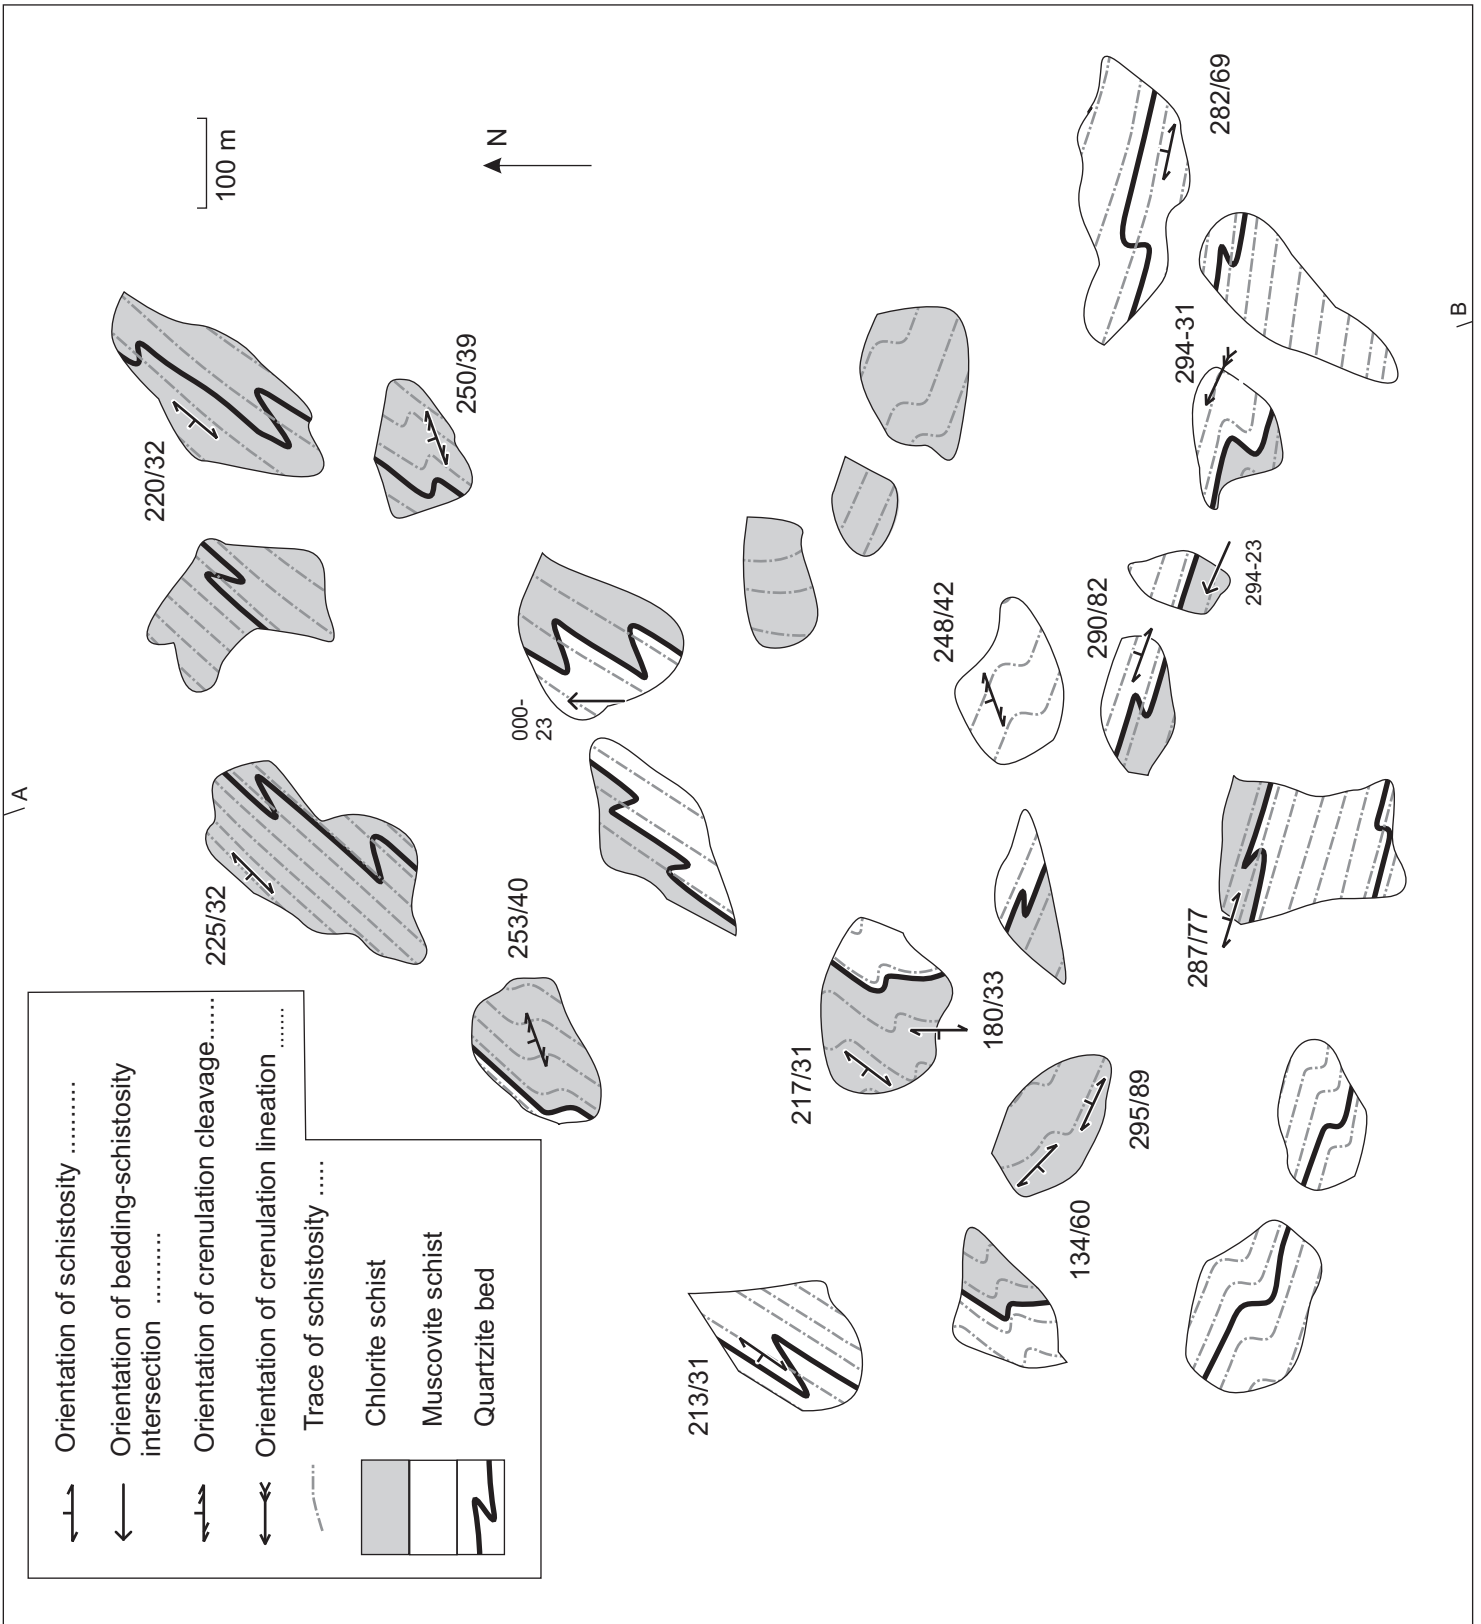 Orientation of schistosity ..........
Orientation of bedding-schistosity
intersection ..........
Orientation of crenulation cleavage......
Orientation of crenulation lineation ......
Trace of schistosity .....
Chlorite schist
Muscovite schist
Quartzite bed
A
B
N
100 m
220/32
250/39
225/32
253/40
000-
23
282/69
294-31
294-23
290/82
248/42
287/77
180/33
217/31
295/89
134/60
213/31